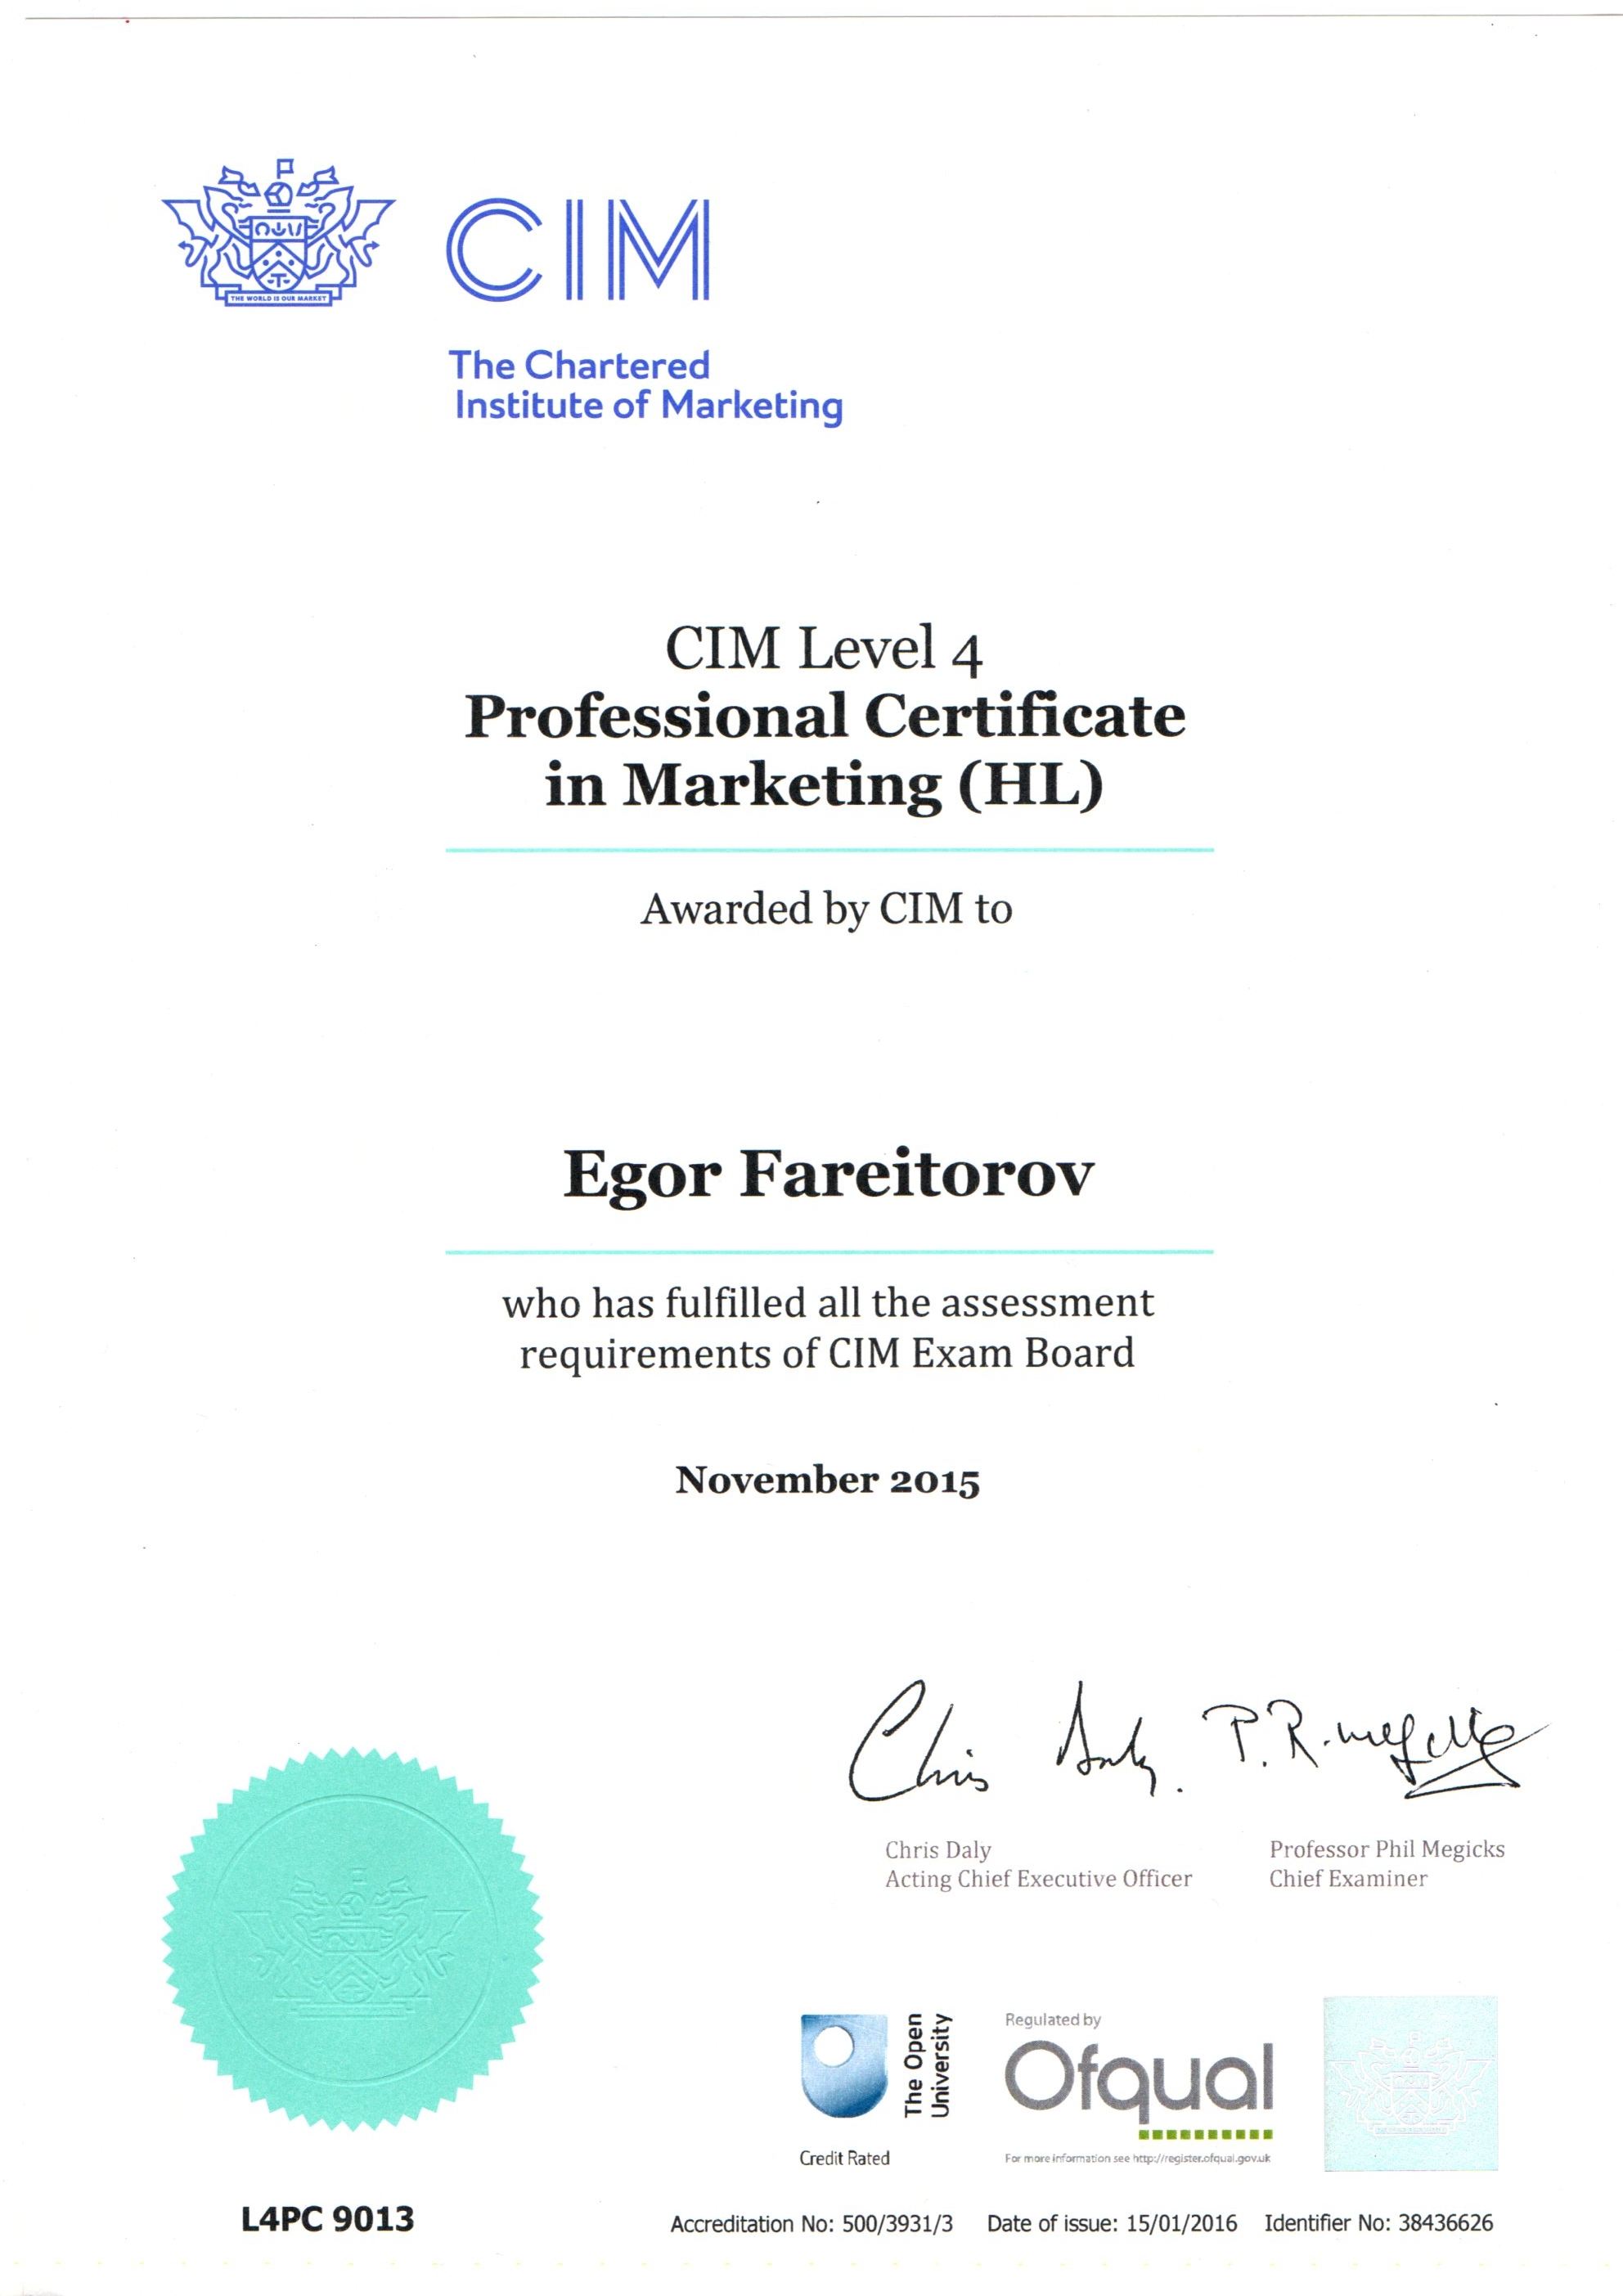 THE WORLD IS OUR MARKET
CIM
The Chartered
Institute of Marketing
CIM Level 4
Professional Certificate
in Marketing (HL)
Awarded by CIM to
Egor Fareitorov
who has fulfilled all the assessment
requirements of CIM Exam Board
November 2015
Chris Daly. P.R. Megicks
Chris Daly
Acting Chief Executive Officer
Professor Phil Megicks
Chief Examiner
The Open
University
Credit Rated
Regulated by
Ofqual
For more information see http://register.ofqual.gov.uk
L4PC 9013
Accreditation No: 500/3931/3 Date of issue: 15/01/2016 Identifier No: 38436626